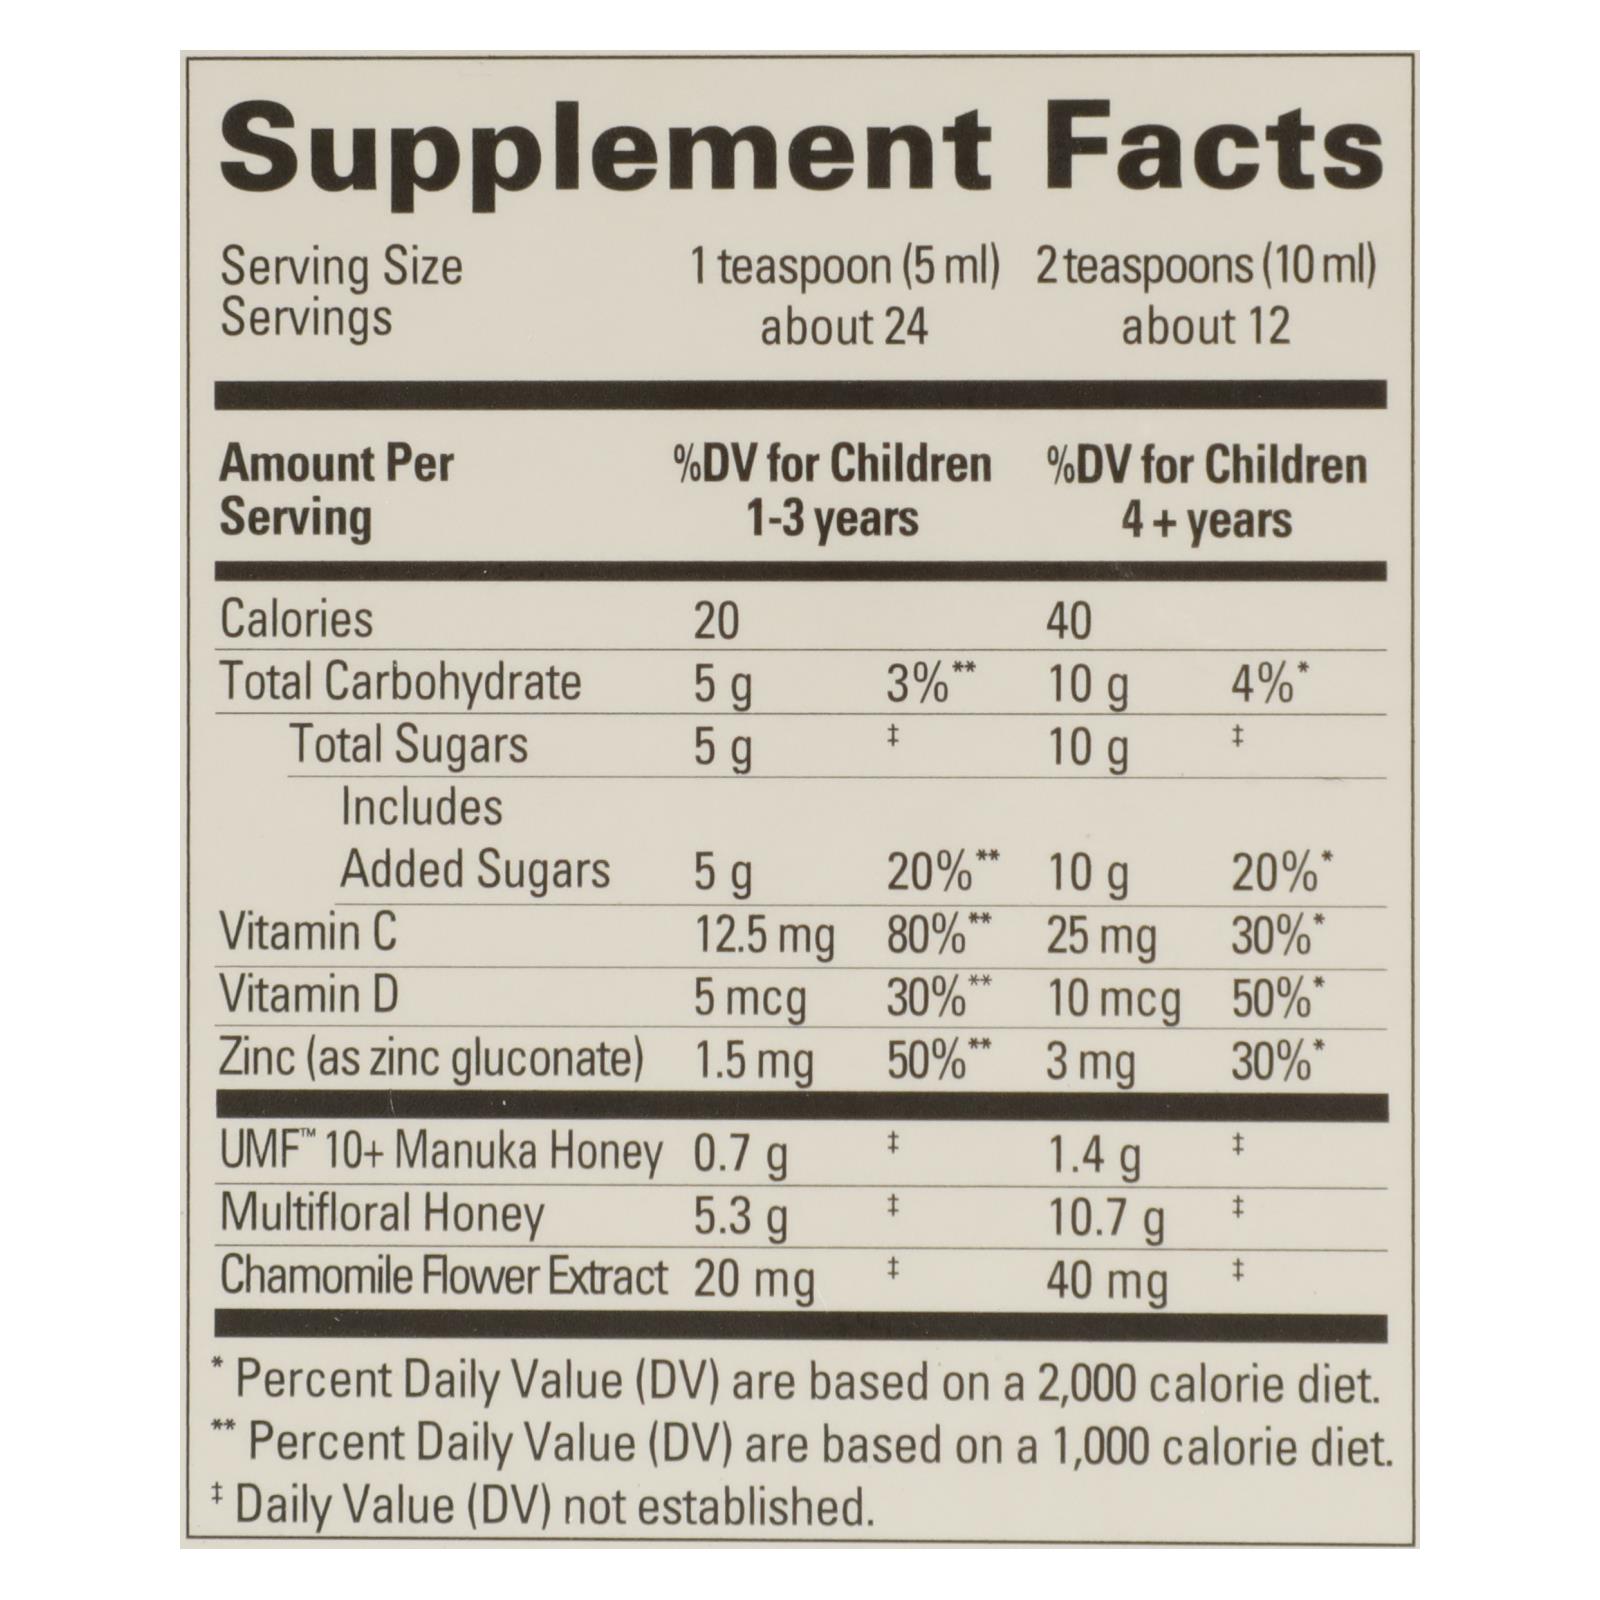 Supplement Facts
Serving Size 1 teaspoon (5 ml) 2 teaspoons (10 ml)
Servings about 24 about 12
Amount Per %DV for Children %DV for Children
Serving 1-3 years 4 + years
Calories 20 40
Total Carbohydrate 5 g 3%** 10 g 4%*
Total Sugars 5 g ‡ 10 g ‡
Includes
Added Sugars 5 g 20%** 10 g 20%*
Vitamin C 12.5 mg 80%** 25 mg 30%*
Vitamin D 5 mcg 30%** 10 mcg 50%*
Zinc (as zinc gluconate) 1.5 mg 50%** 3 mg 30%*
UMF™ 10+ Manuka Honey 0.7 g ‡ 1.4 g ‡
Multifloral Honey 5.3 g ‡ 10.7 g ‡
Chamomile Flower Extract 20 mg ‡ 40 mg ‡
* Percent Daily Value (DV) are based on a 2,000 calorie diet.
** Percent Daily Value (DV) are based on a 1,000 calorie diet.
‡ Daily Value (DV) not established.